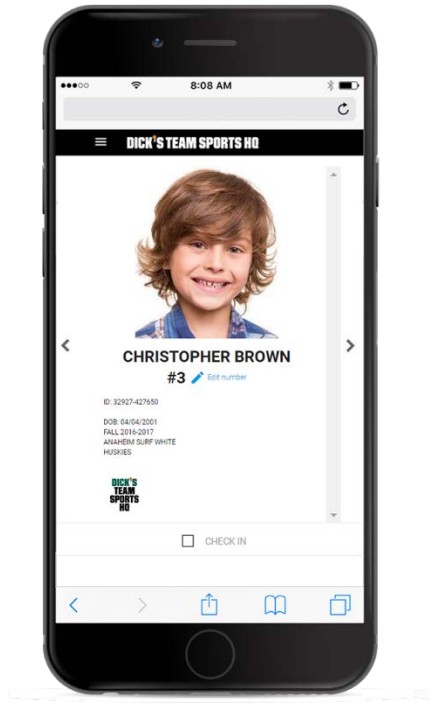 8:08 AM
DICK'S TEAM SPORTS HQ
CHRISTOPHER BROWN
#3 Edit number
ID: 32927-427650
DOB: 04/04/2001
FALL 2016-2017
ANAHEIM SURF WHITE
HUSKIES
DICK'S
TEAM
SPORTS
HQ
CHECK IN